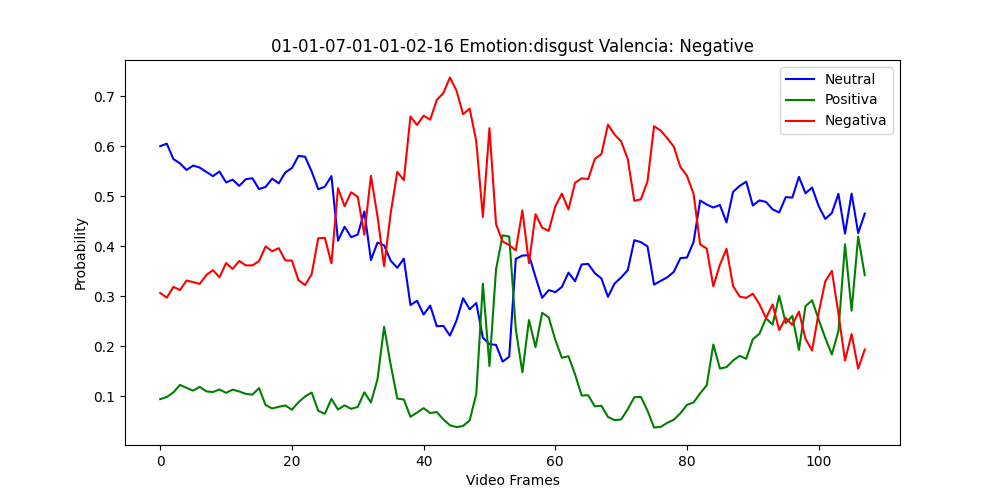 01-01-07-01-01-02-16 Emotion:disgust Valencia: Negative
Neutral
Positiva
Negativa
0.7
0.6
0.5
0.4
0.3
0.2
0.1
Probability
0 20 40 60 80 100
Video Frames